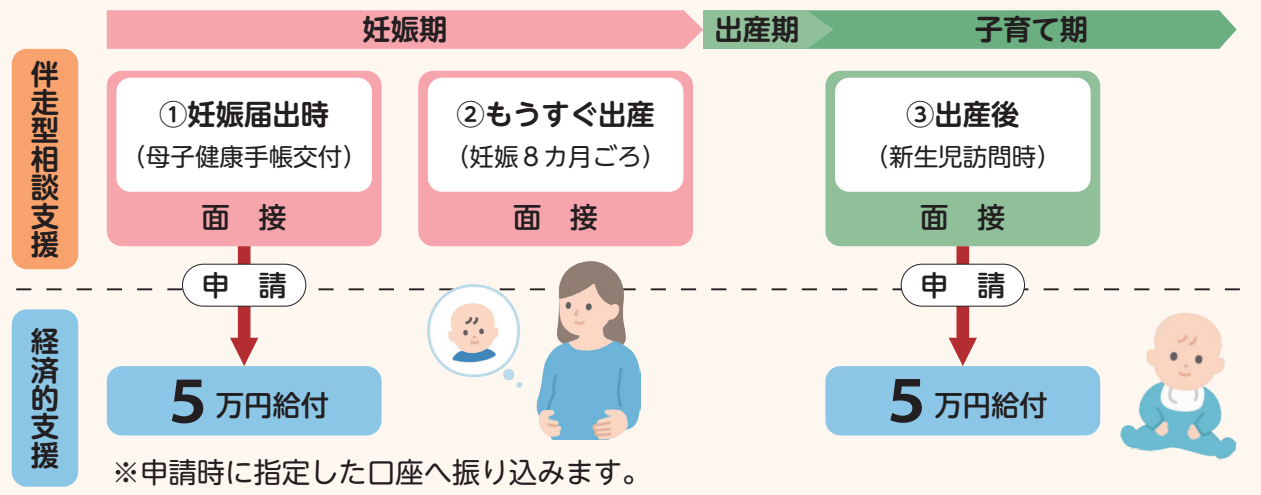 妊娠期
出産期
子育て期
伴走型相談支援
①妊娠届出時
（母子健康手帳交付）
面　接
②もうすぐ出産
（妊娠８カ月ごろ）
面　接
③出産後
（新生児訪問時）
面　接
申　請
申　請
経済的支援
5 万円給付
5 万円給付
※申請時に指定した口座へ振り込みます。